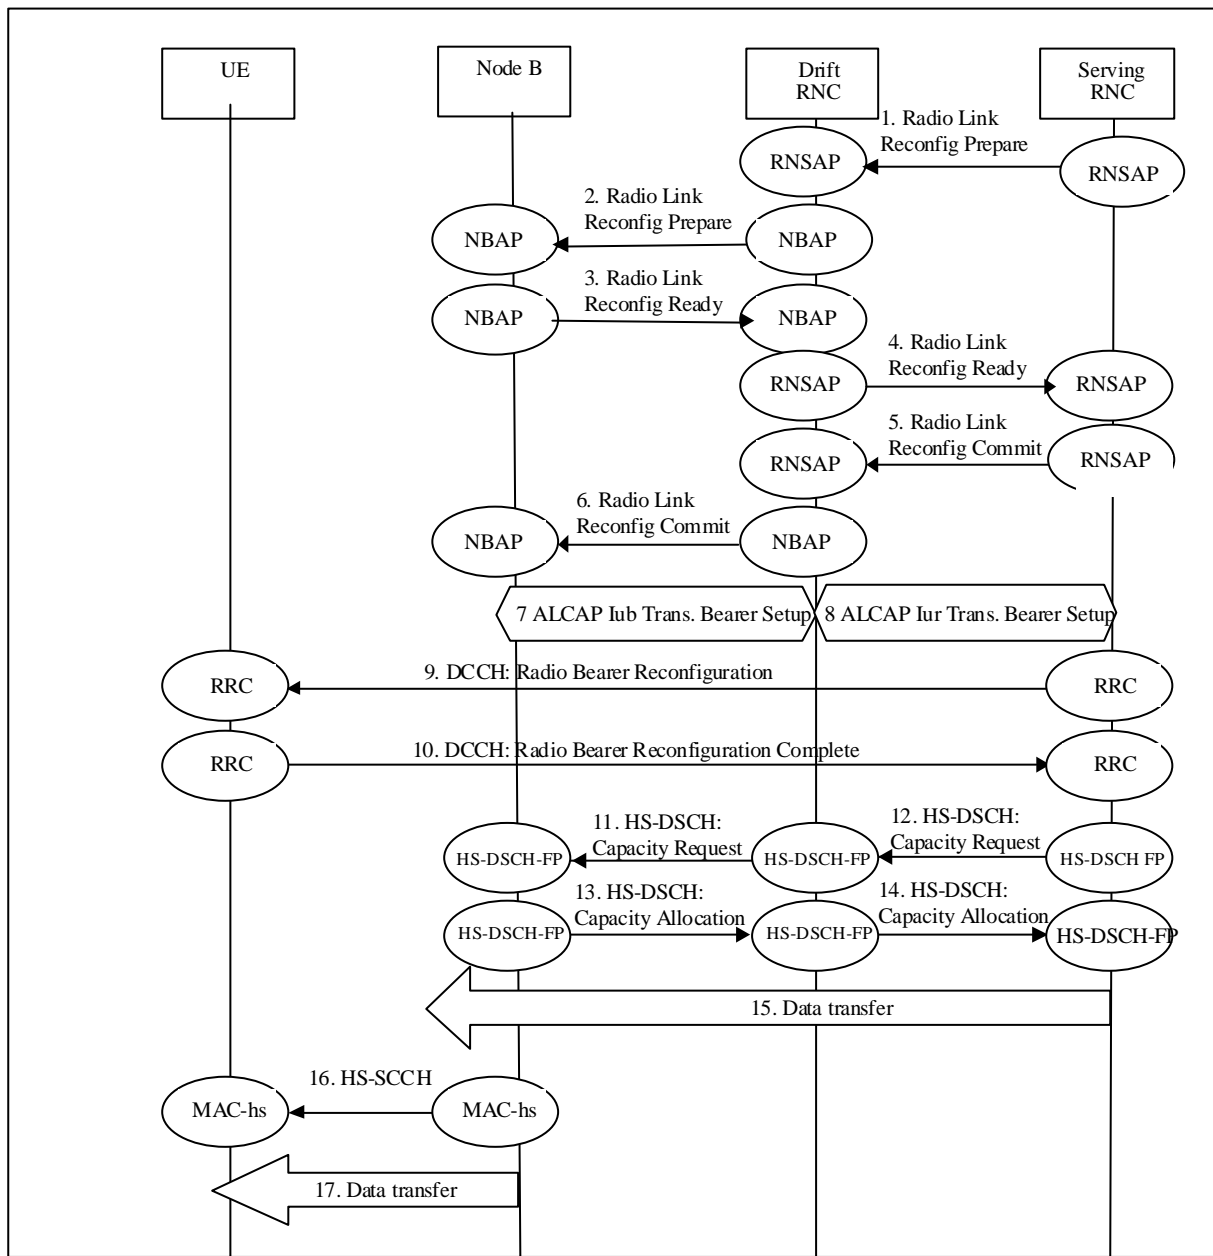 UE
Node B
Drift
RNC
Serving
RNC
1. Radio Link
Reconfig Prepare
RNSAP
RNSAP
2. Radio Link
Reconfig Prepare
NBAP
NBAP
3. Radio Link
Reconfig Ready
NBAP
NBAP
4. Radio Link
Reconfig Ready
RNSAP
RNSAP
5. Radio Link
Reconfig Commit
RNSAP
RNSAP
6. Radio Link
Reconfig Commit
NBAP
NBAP
7 ALCAP Iub Trans. Bearer Setup
8 ALCAP Iur Trans. Bearer Setup
9. DCCH: Radio Bearer Reconfiguration
RRC
RRC
10. DCCH: Radio Bearer Reconfiguration Complete
RRC
RRC
11. HS-DSCH:
Capacity Request
12. HS-DSCH:
Capacity Request
HS-DSCH-FP
HS-DSCH-FP
HS-DSCH FP
13. HS-DSCH:
Capacity Allocation
14. HS-DSCH:
Capacity Allocation
HS-DSCH-FP
HS-DSCH-FP
HS-DSCH-FP
15. Data transfer
16. HS-SCCH
MAC-hs
MAC-hs
17. Data transfer